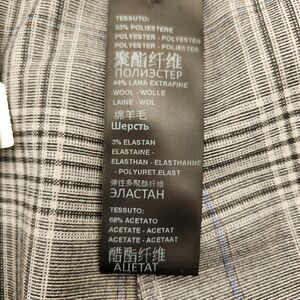 TESSUTO:
53% POLIESTERE
POLYESTER - POLYESTER
POLYESTER - POLIESTER
聚酯纤维
ПОЛИЭСТЕР
44% LANA EXTRAFINE
WOOL - WOLLE
LAINE - WOL
绵羊毛
Шерсть
3% ELASTAN
ELASTAINE -
ELASTHAN - ELASTHANNE
- POLYURET.ELAST
弹性多聚酯纤维
ЭЛАСТАН
TESSUTO:
68% ACETATO
ACETATE - ACETAT
ACETATE - ACETAAT
醋酯纤维
АЦЕТАТ